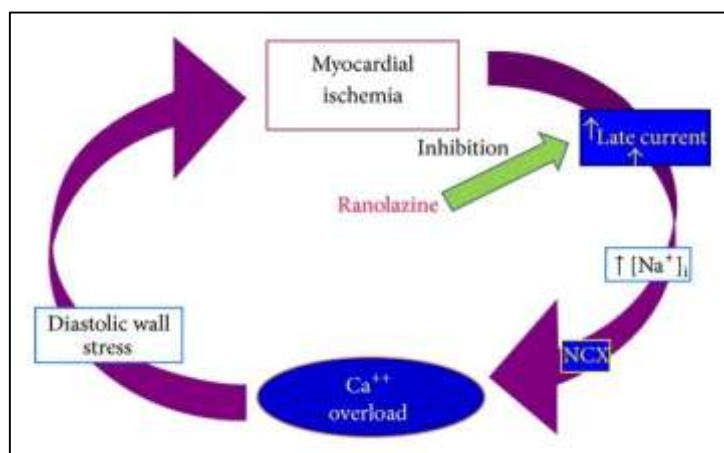 Myocardial
ischemia
↑Late current
↑
Inhibition
Ranolazine
↑ [Na⁺]ᵢ
NCX
Ca⁺⁺
overload
Diastolic wall
stress